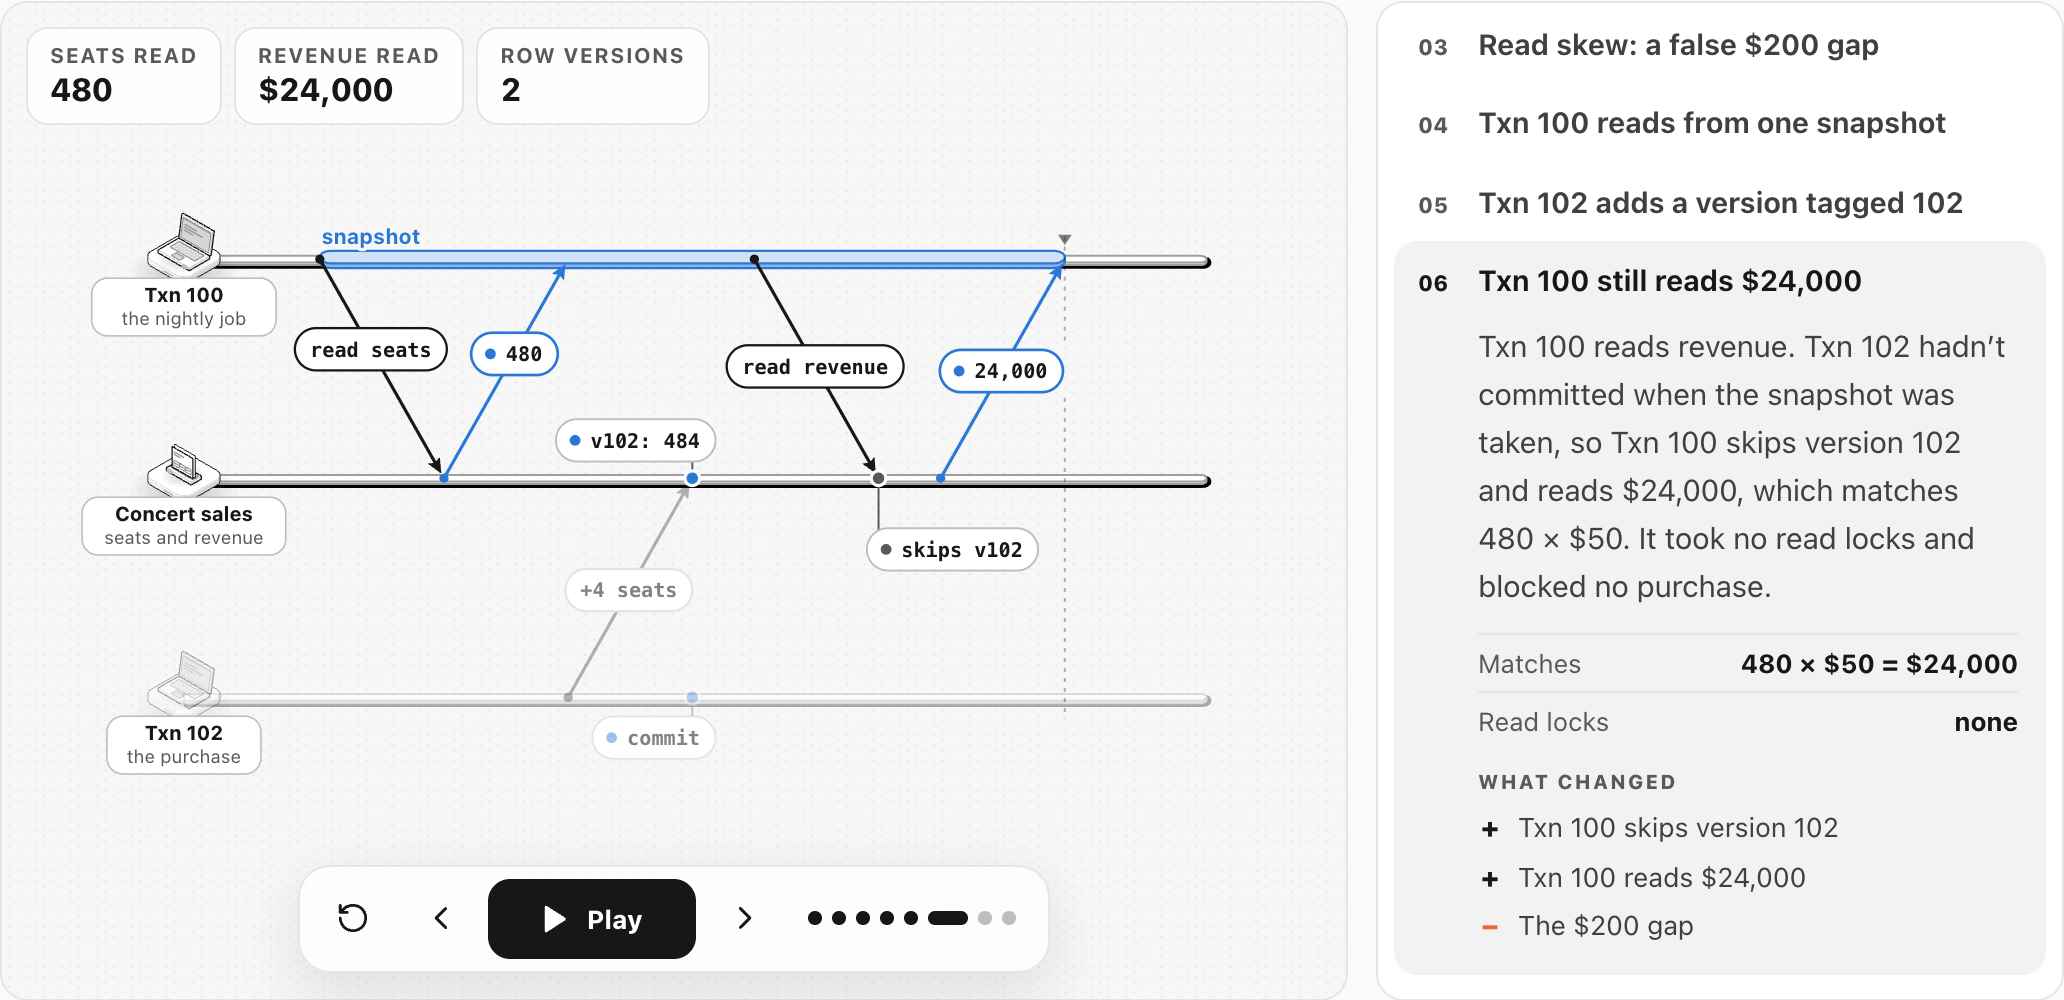 SEATS READ
480
REVENUE READ
$24,000
ROW VERSIONS
2
snapshot
Txn 100
the nightly job
read seats
480
read revenue
24,000
v102: 484
Concert sales
seats and revenue
skips v102
+4 seats
Txn 102
the purchase
commit
Play
03 Read skew: a false $200 gap
04 Txn 100 reads from one snapshot
05 Txn 102 adds a version tagged 102
06 Txn 100 still reads $24,000
Txn 100 reads revenue. Txn 102 hadn’t
committed when the snapshot was
taken, so Txn 100 skips version 102
and reads $24,000, which matches
480 × $50. It took no read locks and
blocked no purchase.
Matches 480 × $50 = $24,000
Read locks none
WHAT CHANGED
+ Txn 100 skips version 102
+ Txn 100 reads $24,000
− The $200 gap